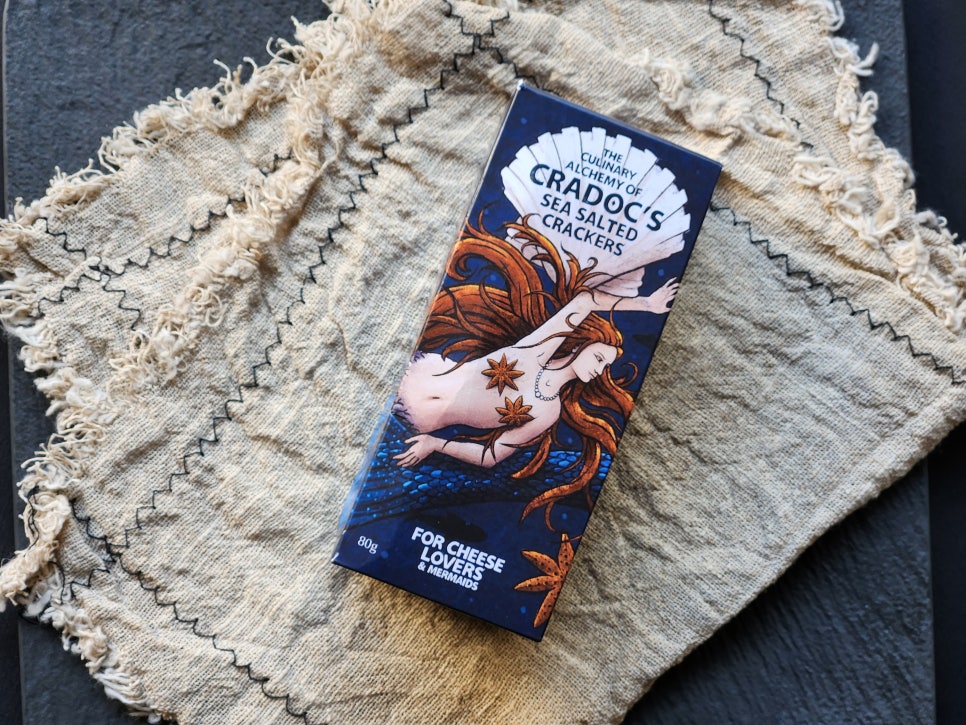 THE
CULINARY
ALCHEMY OF
CRADOC'S
SEA SALTED
CRACKERS
80g
FOR CHEESE
LOVERS
& MERMAIDS